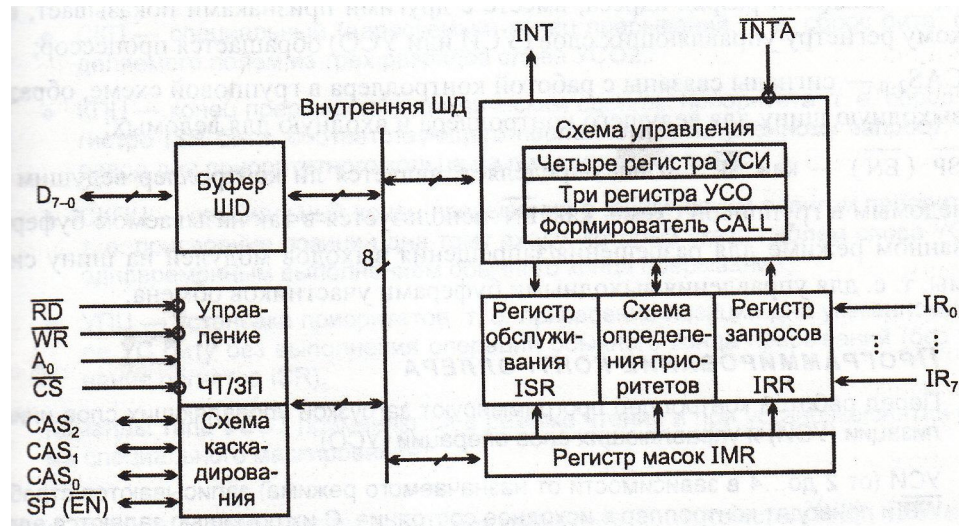 INT
INTA
Внутренняя ШД
Схема управления
Четыре регистра УСИ
Три регистра УСО
Формирователь CALL
D7–0
Буфер
ШД
8
RD
WR
A0
CS
Управ-
ление
ЧТ/ЗП
CAS2
CAS1
CAS0
SP (EN)
Схема
каска-
дирова-
ния
Регистр
обслужи-
вания
ISR
Схема
определе-
ния прио-
ритетов
Регистр
запросов
IRR
IR0
IR7
Регистр масок IMR